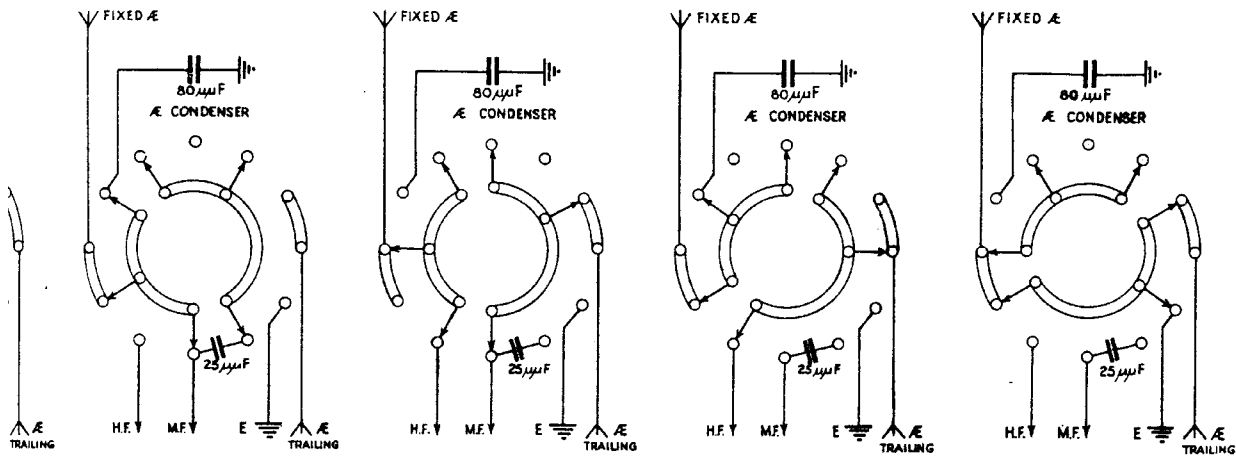 FIXED Æ
80 μμF
Æ CONDENSER
25 μμF
H.F. M.F. E Æ
TRAILING
FIXED Æ
80 μμF
Æ CONDENSER
25 μμF
H.F. M.F. E Æ
TRAILING
FIXED Æ
80 μμF
Æ CONDENSER
25 μμF
H.F. M.F. E Æ
TRAILING
FIXED Æ
80 μμF
Æ CONDENSER
25 μμF
H.F. M.F. E Æ
TRAILING
Æ
TRAILING